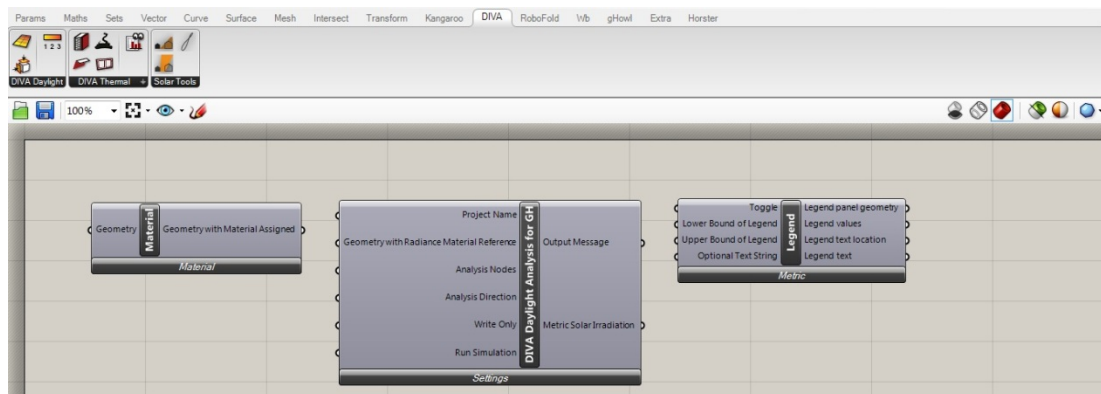 Params Maths Sets Vector Curve Surface Mesh Intersect Transform Kangaroo DIVA RoboFold Wb gHowl Extra Horster
1 2 3
DIVA Daylight DIVA Thermal + Solar Tools
100%
Geometry Material Geometry with Material Assigned
Material
Project Name
Geometry with Radiance Material Reference
Analysis Nodes
Analysis Direction
Write Only
Run Simulation
DIVA Daylight Analysis for GH
Output Message
Metric Solar Irradiation
Settings
Toggle
Lower Bound of Legend
Upper Bound of Legend
Optional Text String
Legend
Legend panel geometry
Legend values
Legend text location
Legend text
Metric